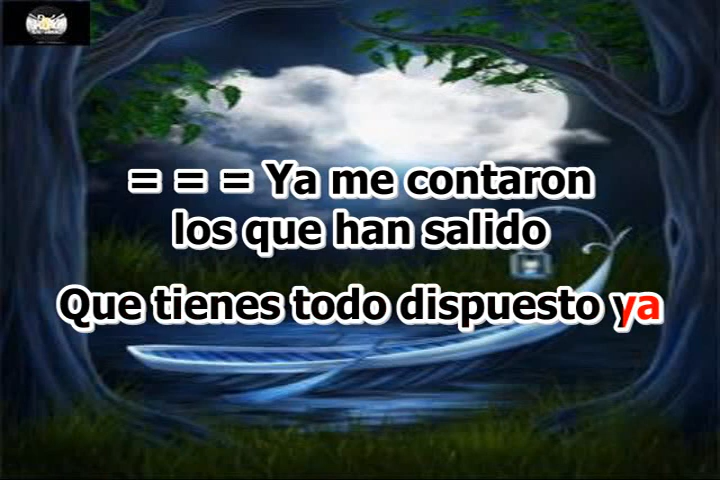 = = = Ya me contaron
los que han salido
Que tienes todo dispuesto ya